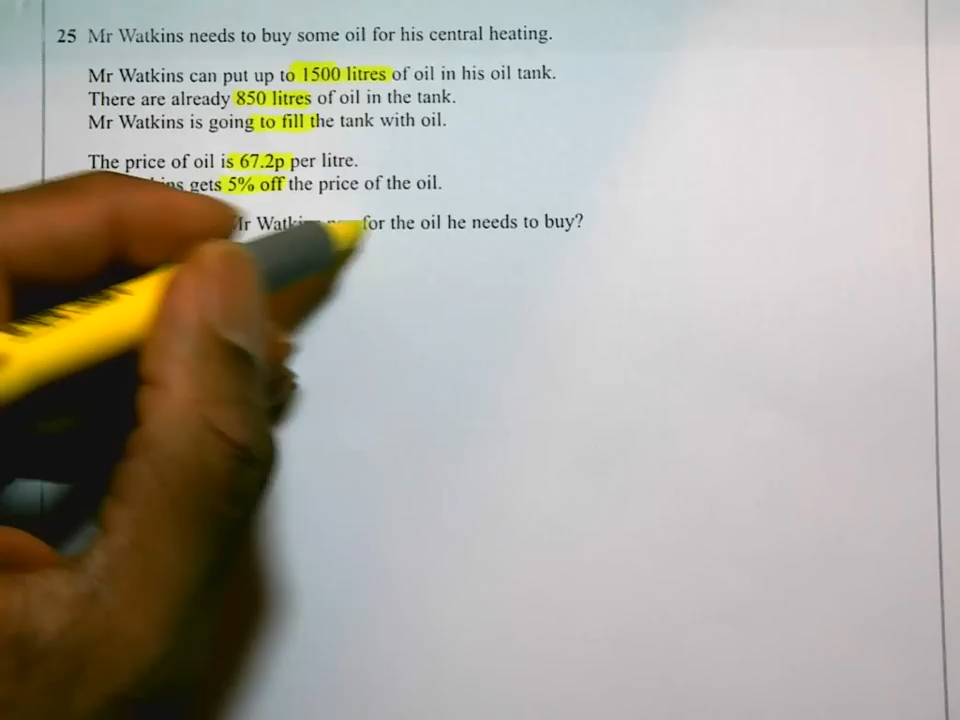 25 Mr Watkins needs to buy some oil for his central heating.
Mr Watkins can put up to 1500 litres of oil in his oil tank.
There are already 850 litres of oil in the tank.
Mr Watkins is going to fill the tank with oil.
The price of oil is 67.2p per litre.
gets 5% off the price of the oil.
Mr for the oil he needs to buy?